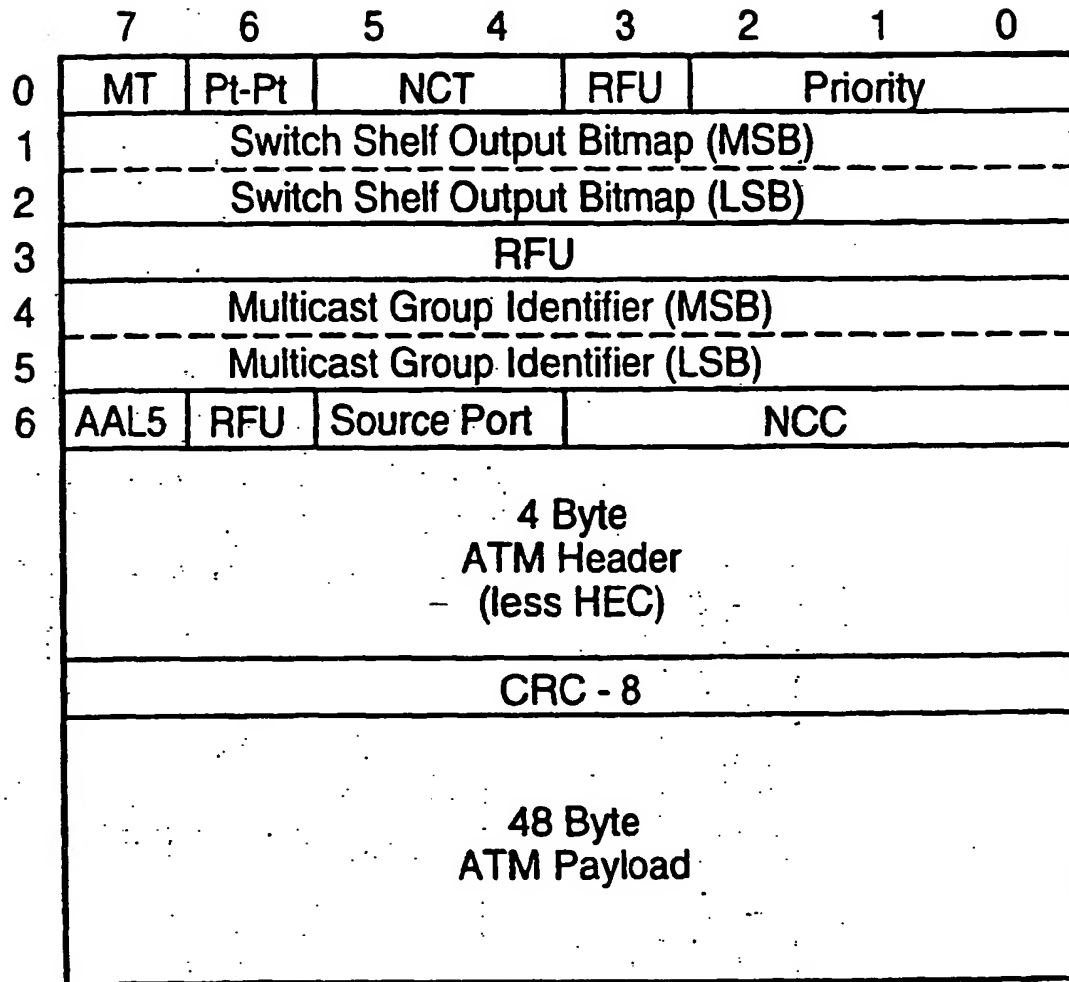 7 6 5 4 3 2 1 0
0 MT Pt-Pt NCT RFU Priority
1 Switch Shelf Output Bitmap (MSB)
2 Switch Shelf Output Bitmap (LSB)
3 RFU
4 Multicast Group Identifier (MSB)
5 Multicast Group Identifier (LSB)
6 AAL5 RFU Source Port NCC
4 Byte
ATM Header
(less HEC)
CRC - 8
48 Byte
ATM Payload